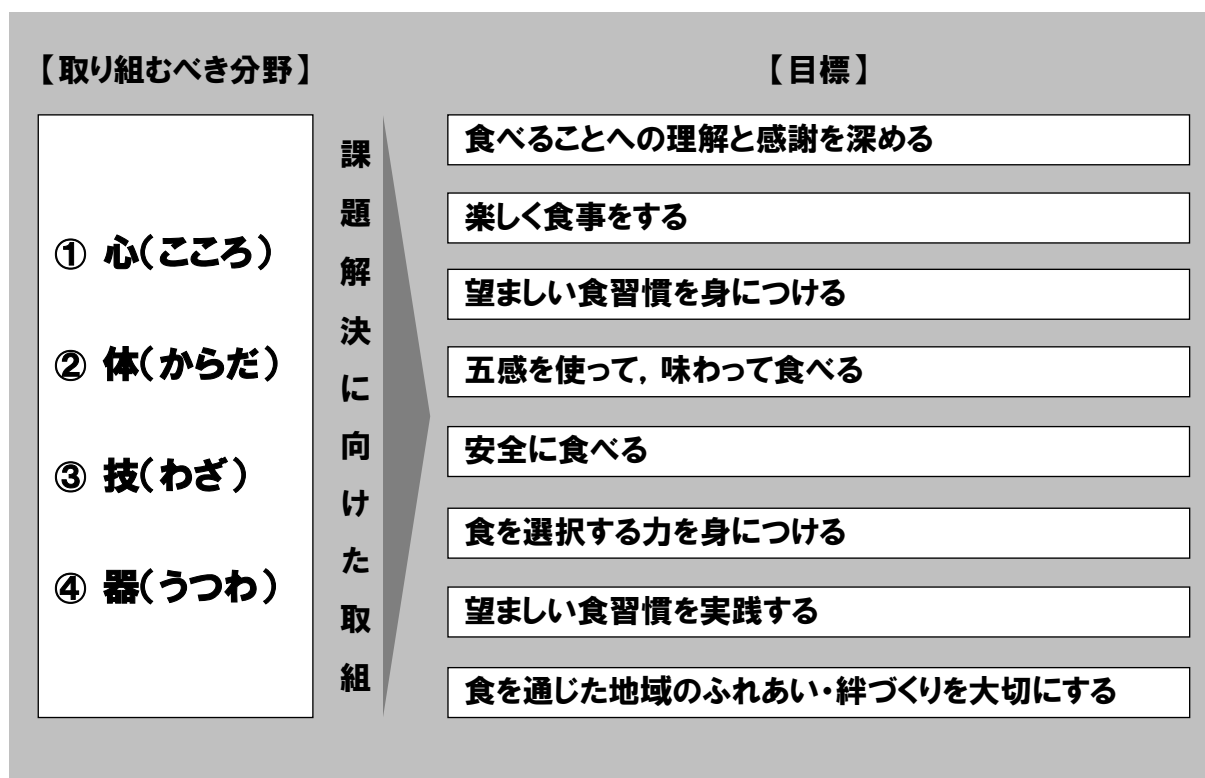 【取り組むべき分野】
① 心(こころ)
② 体(からだ)
③ 技(わざ)
④ 器(うつわ)
課題解決に向けた取組
【目標】
食べることへの理解と感謝を深める
楽しく食事をする
望ましい食習慣を身につける
五感を使って,味わって食べる
安全に食べる
食を選択する力を身につける
望ましい食習慣を実践する
食を通じた地域のふれあい・絆づくりを大切にする